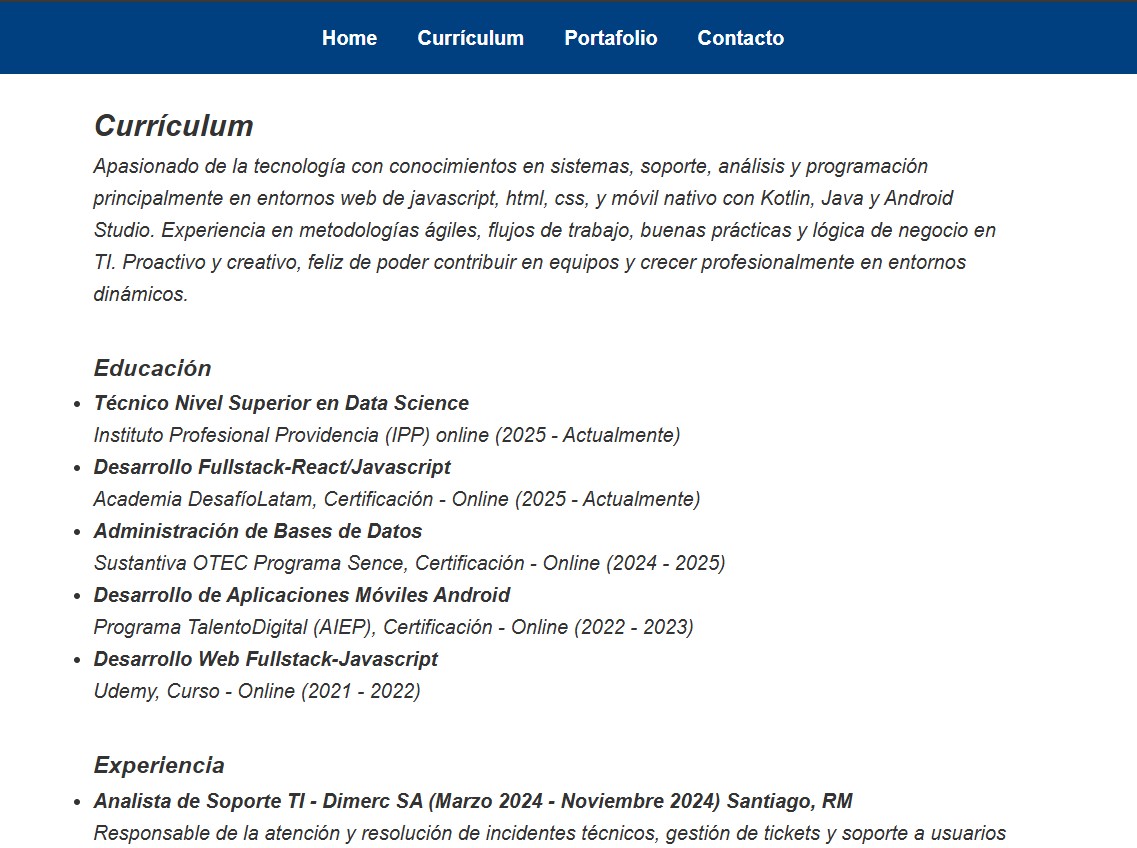 Home Currículum Portafolio Contacto
Currículum
Apasionado de la tecnología con conocimientos en sistemas, soporte, análisis y programación
principalmente en entornos web de javascript, html, css, y móvil nativo con Kotlin, Java y Android
Studio. Experiencia en metodologías ágiles, flujos de trabajo, buenas prácticas y lógica de negocio en
TI. Proactivo y creativo, feliz de poder contribuir en equipos y crecer profesionalmente en entornos
dinámicos.
Educación
• Técnico Nivel Superior en Data Science
Instituto Profesional Providencia (IPP) online (2025 - Actualmente)
• Desarrollo Fullstack-React/Javascript
Academia DesafíoLatam, Certificación - Online (2025 - Actualmente)
• Administración de Bases de Datos
Sustantiva OTEC Programa Sence, Certificación - Online (2024 - 2025)
• Desarrollo de Aplicaciones Móviles Android
Programa TalentoDigital (AIEP), Certificación - Online (2022 - 2023)
• Desarrollo Web Fullstack-Javascript
Udemy, Curso - Online (2021 - 2022)
Experiencia
• Analista de Soporte TI - Dimerc SA (Marzo 2024 - Noviembre 2024) Santiago, RM
Responsable de la atención y resolución de incidentes técnicos, gestión de tickets y soporte a usuarios